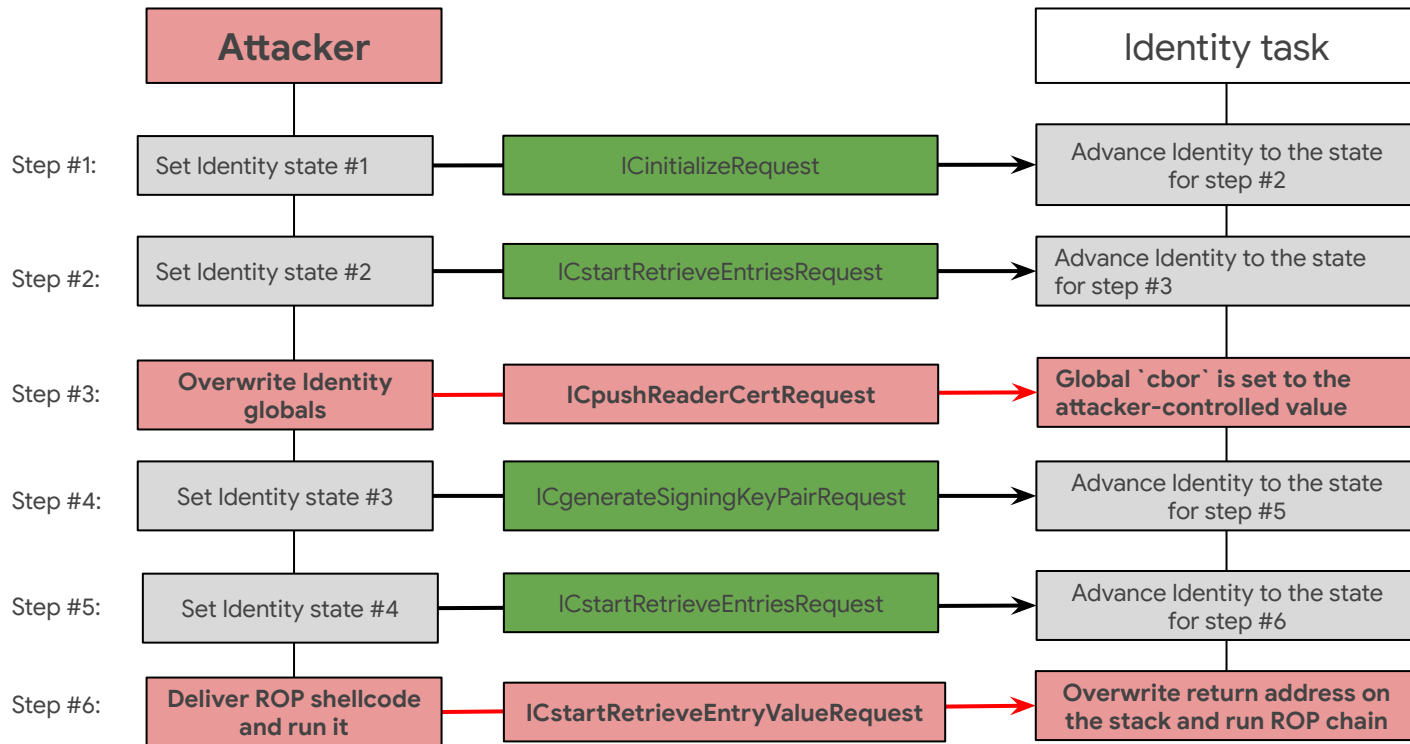 Attacker
Identity task
Step #1:
Set Identity state #1
ICinitializeRequest
Advance Identity to the state
for step #2
Step #2:
Set Identity state #2
ICstartRetrieveEntriesRequest
Advance Identity to the state
for step #3
Step #3:
Overwrite Identity
globals
ICpushReaderCertRequest
Global `cbor` is set to the
attacker-controlled value
Step #4:
Set Identity state #3
ICgenerateSigningKeyPairRequest
Advance Identity to the state
for step #5
Step #5:
Set Identity state #4
ICstartRetrieveEntriesRequest
Advance Identity to the state
for step #6
Step #6:
Deliver ROP shellcode
and run it
ICstartRetrieveEntryValueRequest
Overwrite return address on
the stack and run ROP chain